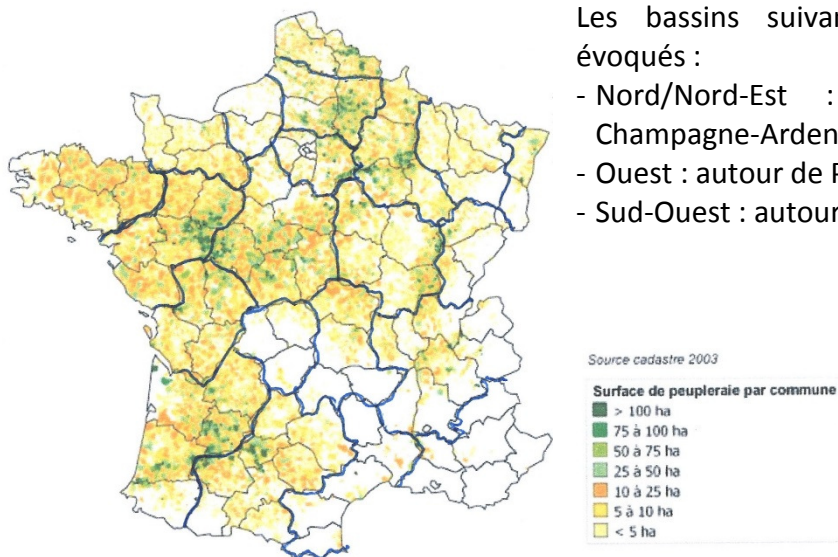 Les bassins suivan
évoqués :
- Nord/Nord-Est :
Champagne-Arden
- Ouest : autour de P
- Sud-Ouest : autour
Source cadastre 2003
Surface de peupleraie par commune
> 100 ha
75 à 100 ha
50 à 75 ha
25 à 50 ha
10 à 25 ha
5 à 10 ha
< 5 ha